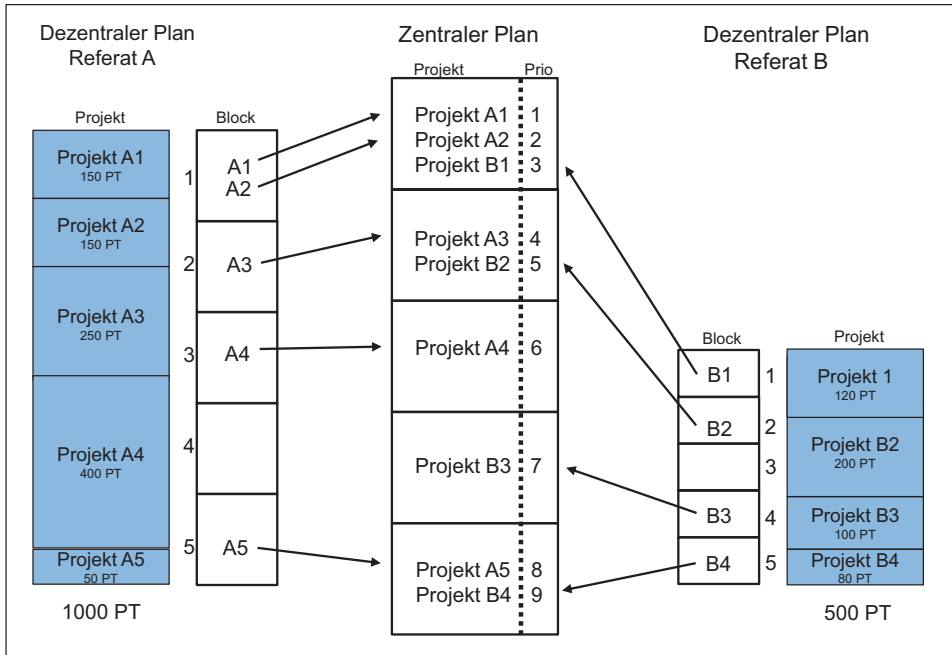 Dezentraler Plan
Referat A
Projekt
Block
Projekt A1
150 PT
Projekt A2
150 PT
Projekt A3
250 PT
Projekt A4
400 PT
Projekt A5
50 PT
1000 PT
1
A1
A2
2
A3
3
A4
4
5
A5
Zentraler Plan
Projekt
Prio
Projekt A1 1
Projekt A2 2
Projekt B1 3
Projekt A3 4
Projekt B2 5
Projekt A4 6
Projekt B3 7
Projekt A5 8
Projekt B4 9
Dezentraler Plan
Referat B
Block
Projekt
B1 1
B2 2
3
B3 4
B4 5
Projekt 1
120 PT
Projekt B2
200 PT
Projekt B3
100 PT
Projekt B4
80 PT
500 PT